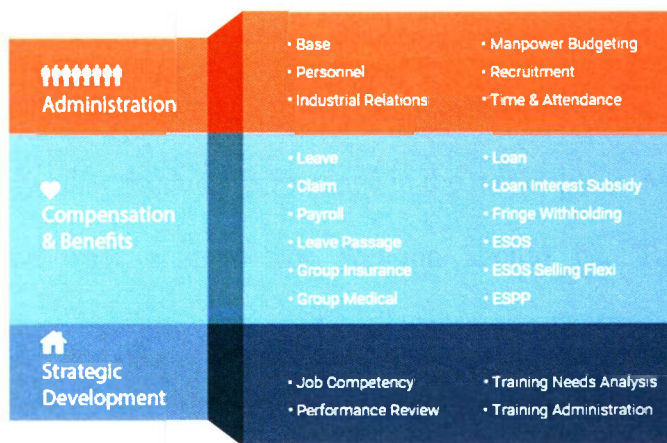 Administration
• Base
• Personnel
• Industrial Relations
• Manpower Budgeting
• Recruitment
• Time & Attendance
Compensation
& Benefits
• Leave
• Claim
• Payroll
• Leave Passage
• Group Insurance
• Group Medical
• Loan
• Loan Interest Subsidy
• Fringe Withholding
• ESOS
• ESOS Selling Flexi
• ESPP
Strategic
Development
• Job Competency
• Performance Review
• Training Needs Analysis
• Training Administration